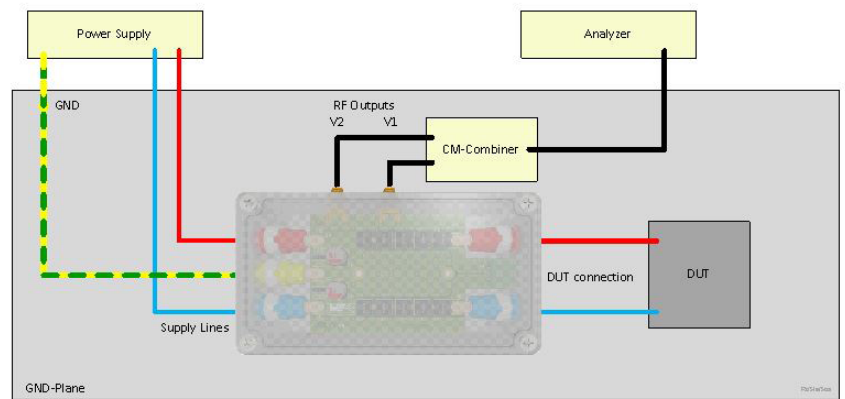 Power Supply
Analyzer
GND
RF Outputs
V2 V1
CM-Combiner
DUT connection
DUT
Supply Lines
GND-Plane